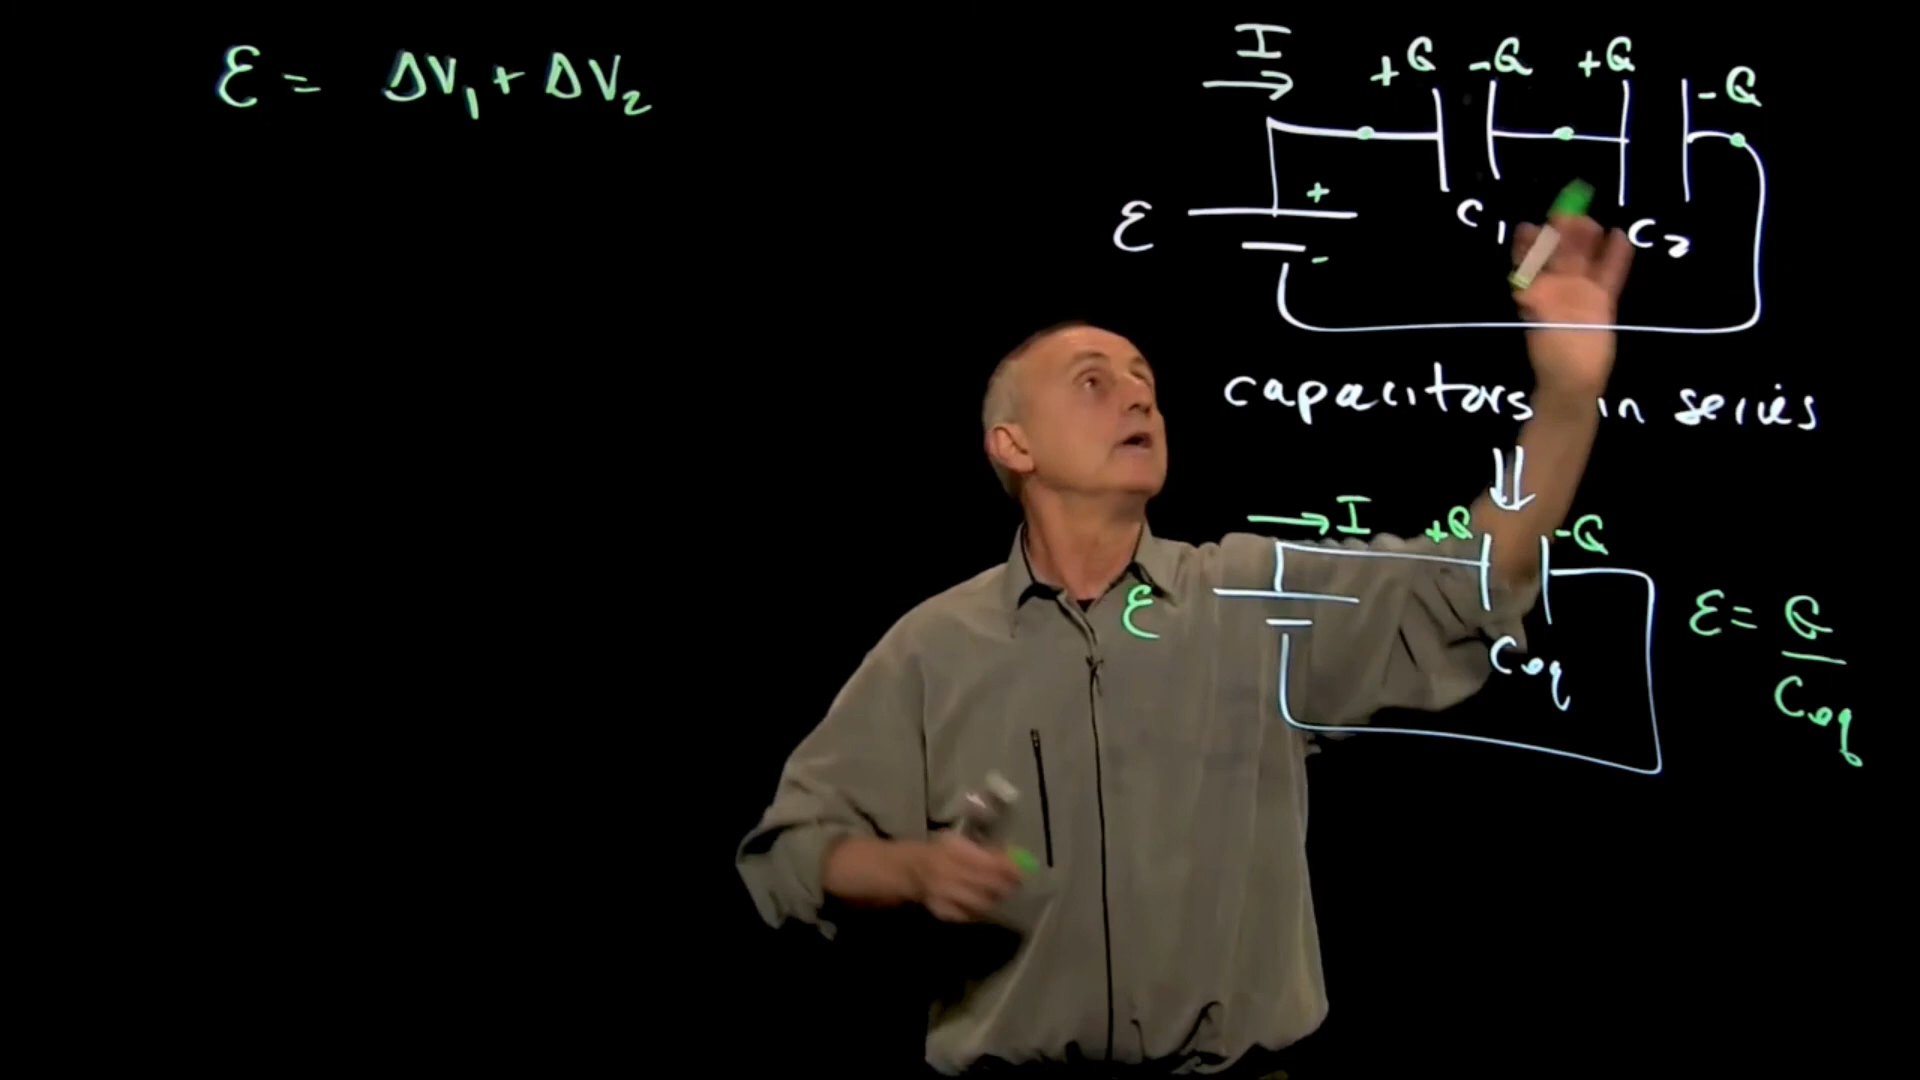 ℰ = ΔV₁ + ΔV₂
I
+Q -Q +Q -Q
+
ℰ
-
C₁ C₂
capacitors in series
I
+Q -Q
ℰ
ℰ = Q / Ceq
Ceq